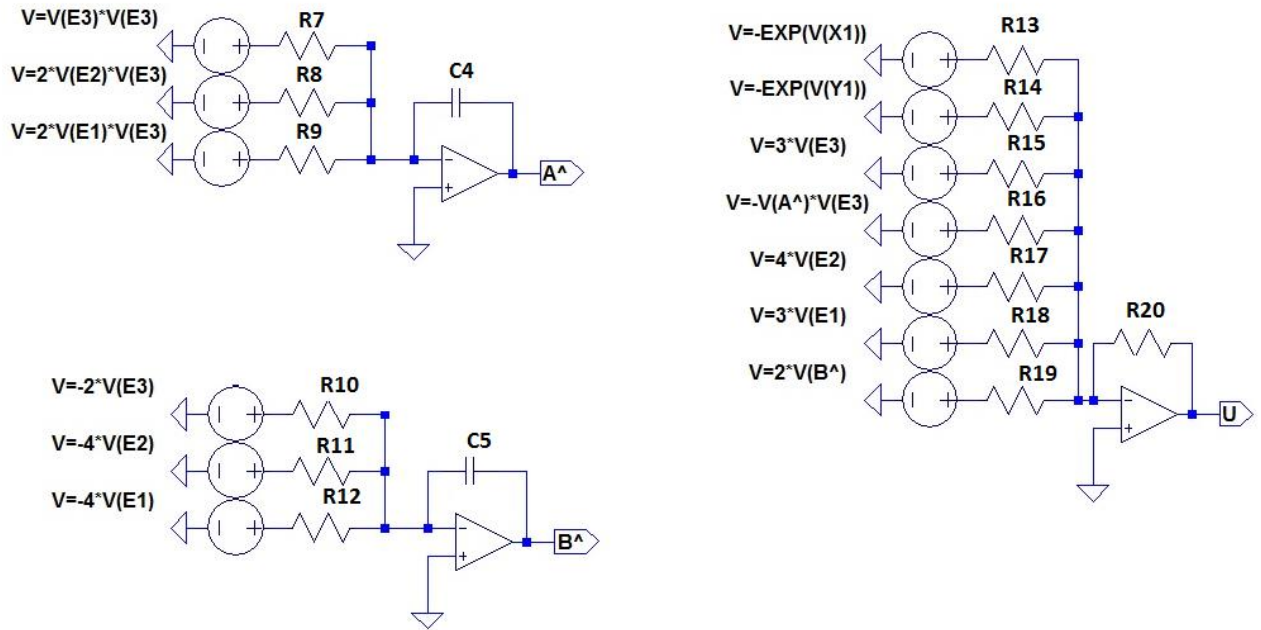 V=V(E3)*V(E3)
R7
V=2*V(E2)*V(E3)
R8
V=2*V(E1)*V(E3)
R9
C4
A^
V=-2*V(E3)
R10
V=-4*V(E2)
R11
V=-4*V(E1)
R12
C5
B^
V=-EXP(V(X1))
R13
V=-EXP(V(Y1))
R14
V=3*V(E3)
R15
V=-V(A^)*V(E3)
R16
V=4*V(E2)
R17
V=3*V(E1)
R18
V=2*V(B^)
R19
R20
U